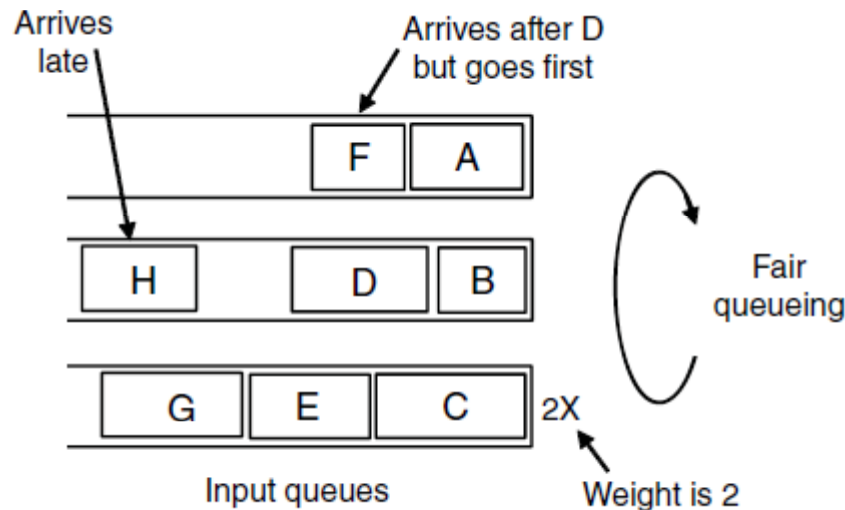 Arrives
late
Arrives after D
but goes first
F
A
H
D
B
Fair
queueing
G
E
C
2X
Input queues
Weight is 2